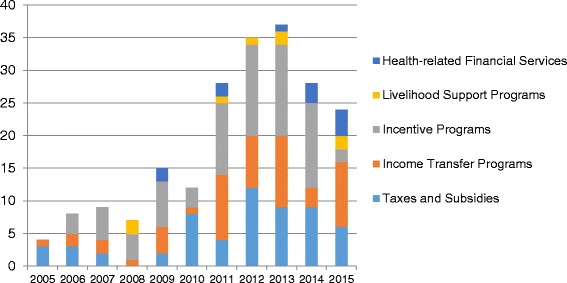 40
35
30
25
20
15
10
5
0
2005 2006 2007 2008 2009 2010 2011 2012 2013 2014 2015
Health-related Financial Services
Livelihood Support Programs
Incentive Programs
Income Transfer Programs
Taxes and Subsidies